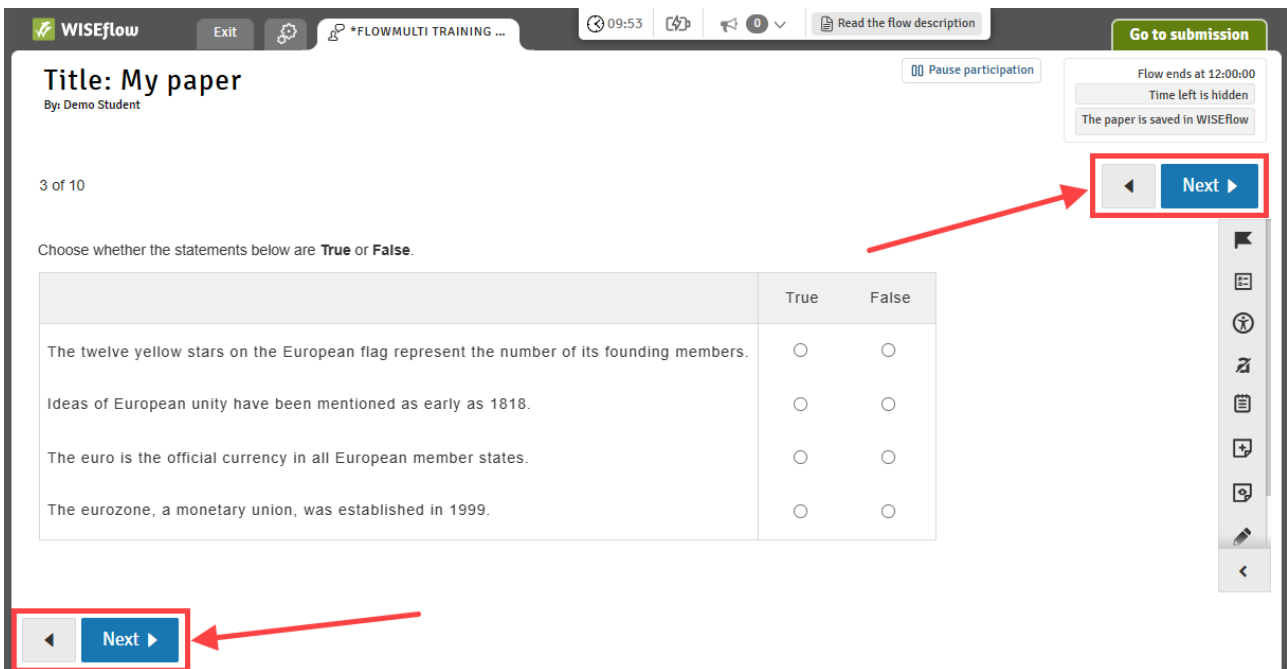 WISEflow
Exit
*FLOWMULTI TRAINING ...
09:53
0
Read the flow description
Go to submission
Title: My paper
By: Demo Student
Pause participation
Flow ends at 12:00:00
Time left is hidden
The paper is saved in WISEflow
3 of 10
Next
Choose whether the statements below are True or False.
True False
The twelve yellow stars on the European flag represent the number of its founding members.
Ideas of European unity have been mentioned as early as 1818.
The euro is the official currency in all European member states.
The eurozone, a monetary union, was established in 1999.
Next